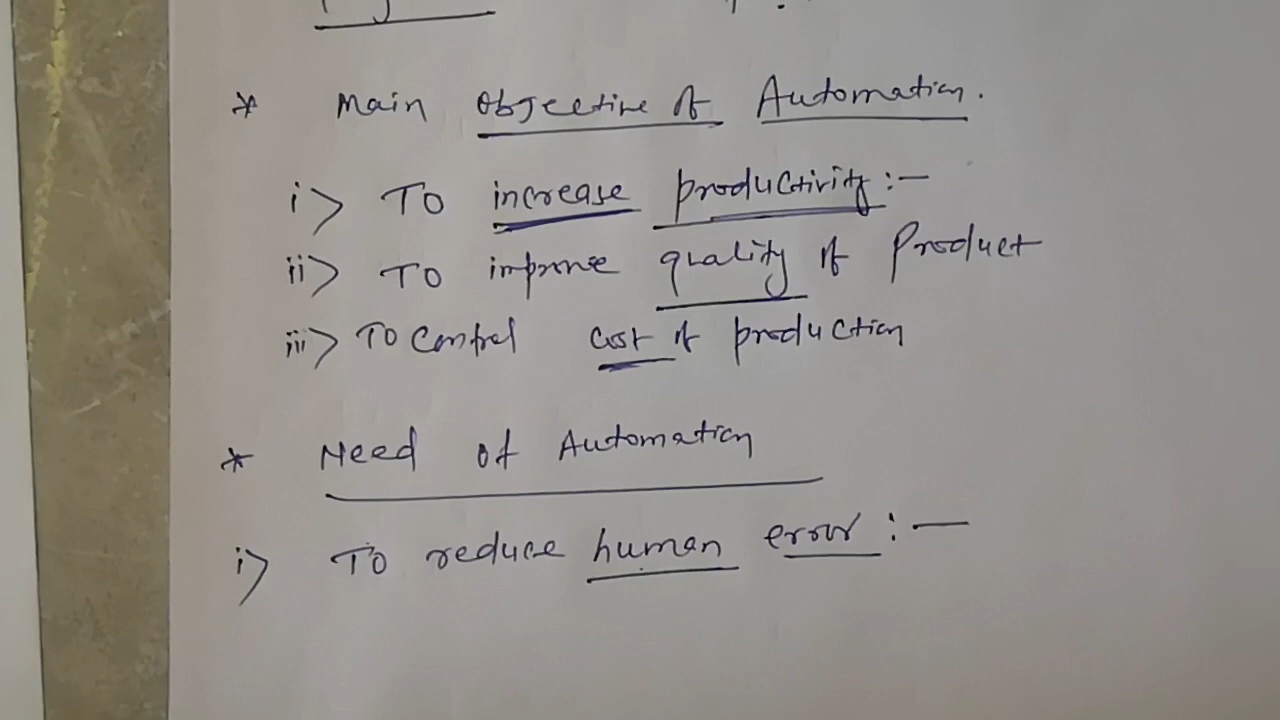 * Main Objective of Automation.
i> To increase productivity :-
ii> To improve quality of Product
iii> To control cost of production
* Need of Automation
i> To reduce human error :-